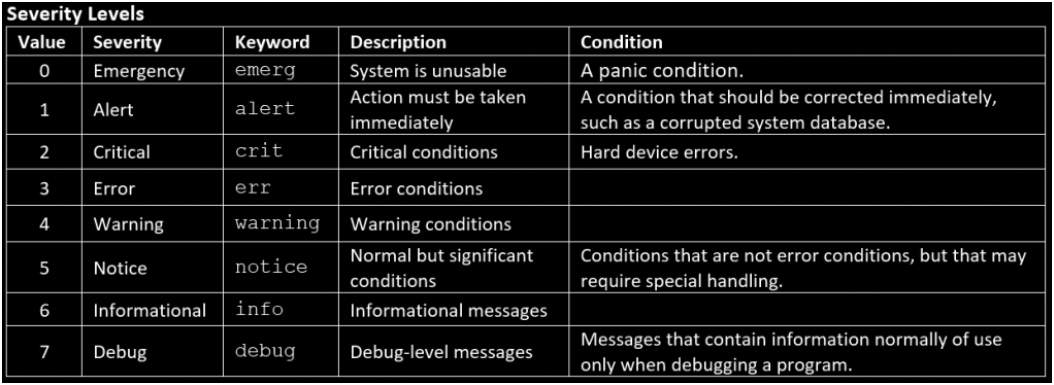 Severity Levels
Value Severity Keyword Description Condition
0 Emergency emerg System is unusable A panic condition.
1 Alert alert Action must be taken immediately A condition that should be corrected immediately, such as a corrupted system database.
2 Critical crit Critical conditions Hard device errors.
3 Error err Error conditions
4 Warning warning Warning conditions
5 Notice notice Normal but significant conditions Conditions that are not error conditions, but that may require special handling.
6 Informational info Informational messages
7 Debug debug Debug-level messages Messages that contain information normally of use only when debugging a program.